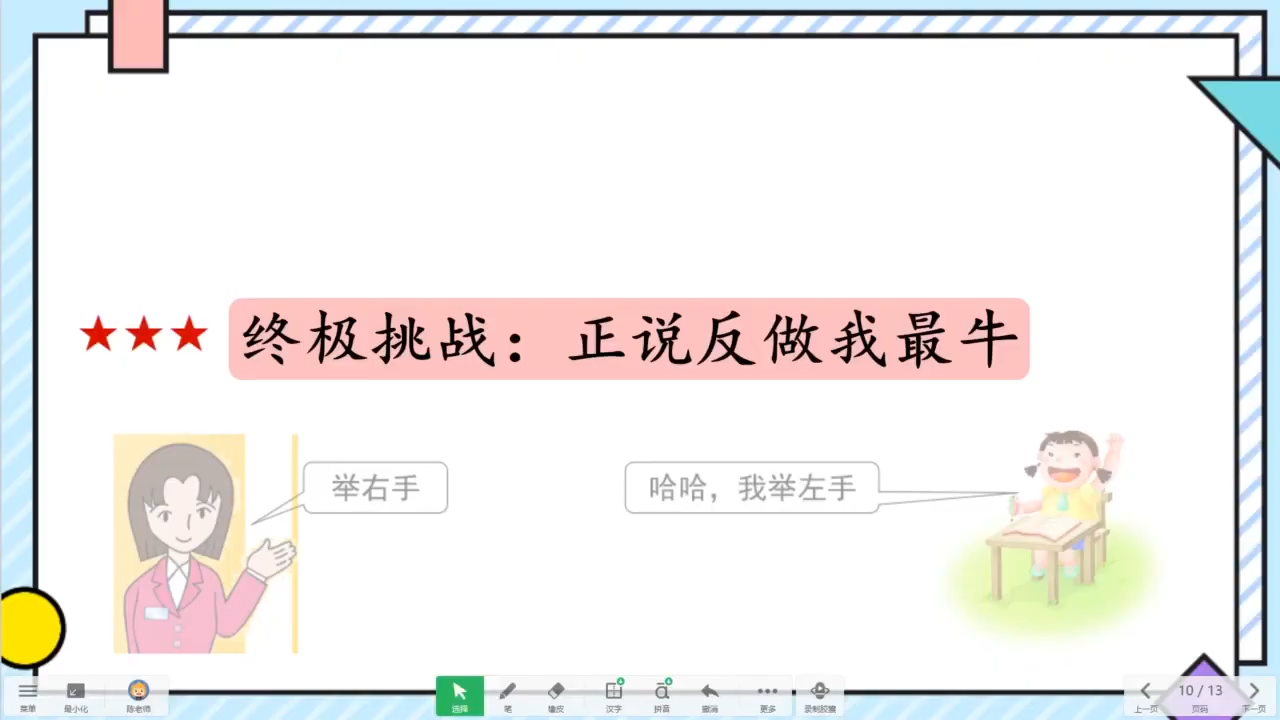 ★★★ 终极挑战：正说反做我最牛
举右手
哈哈，我举左手
菜单
最小化
陈老师
选择
笔
橡皮
汉字
拼音
撤消
更多
录制胶囊
上一页
10 / 13
页码
下一页